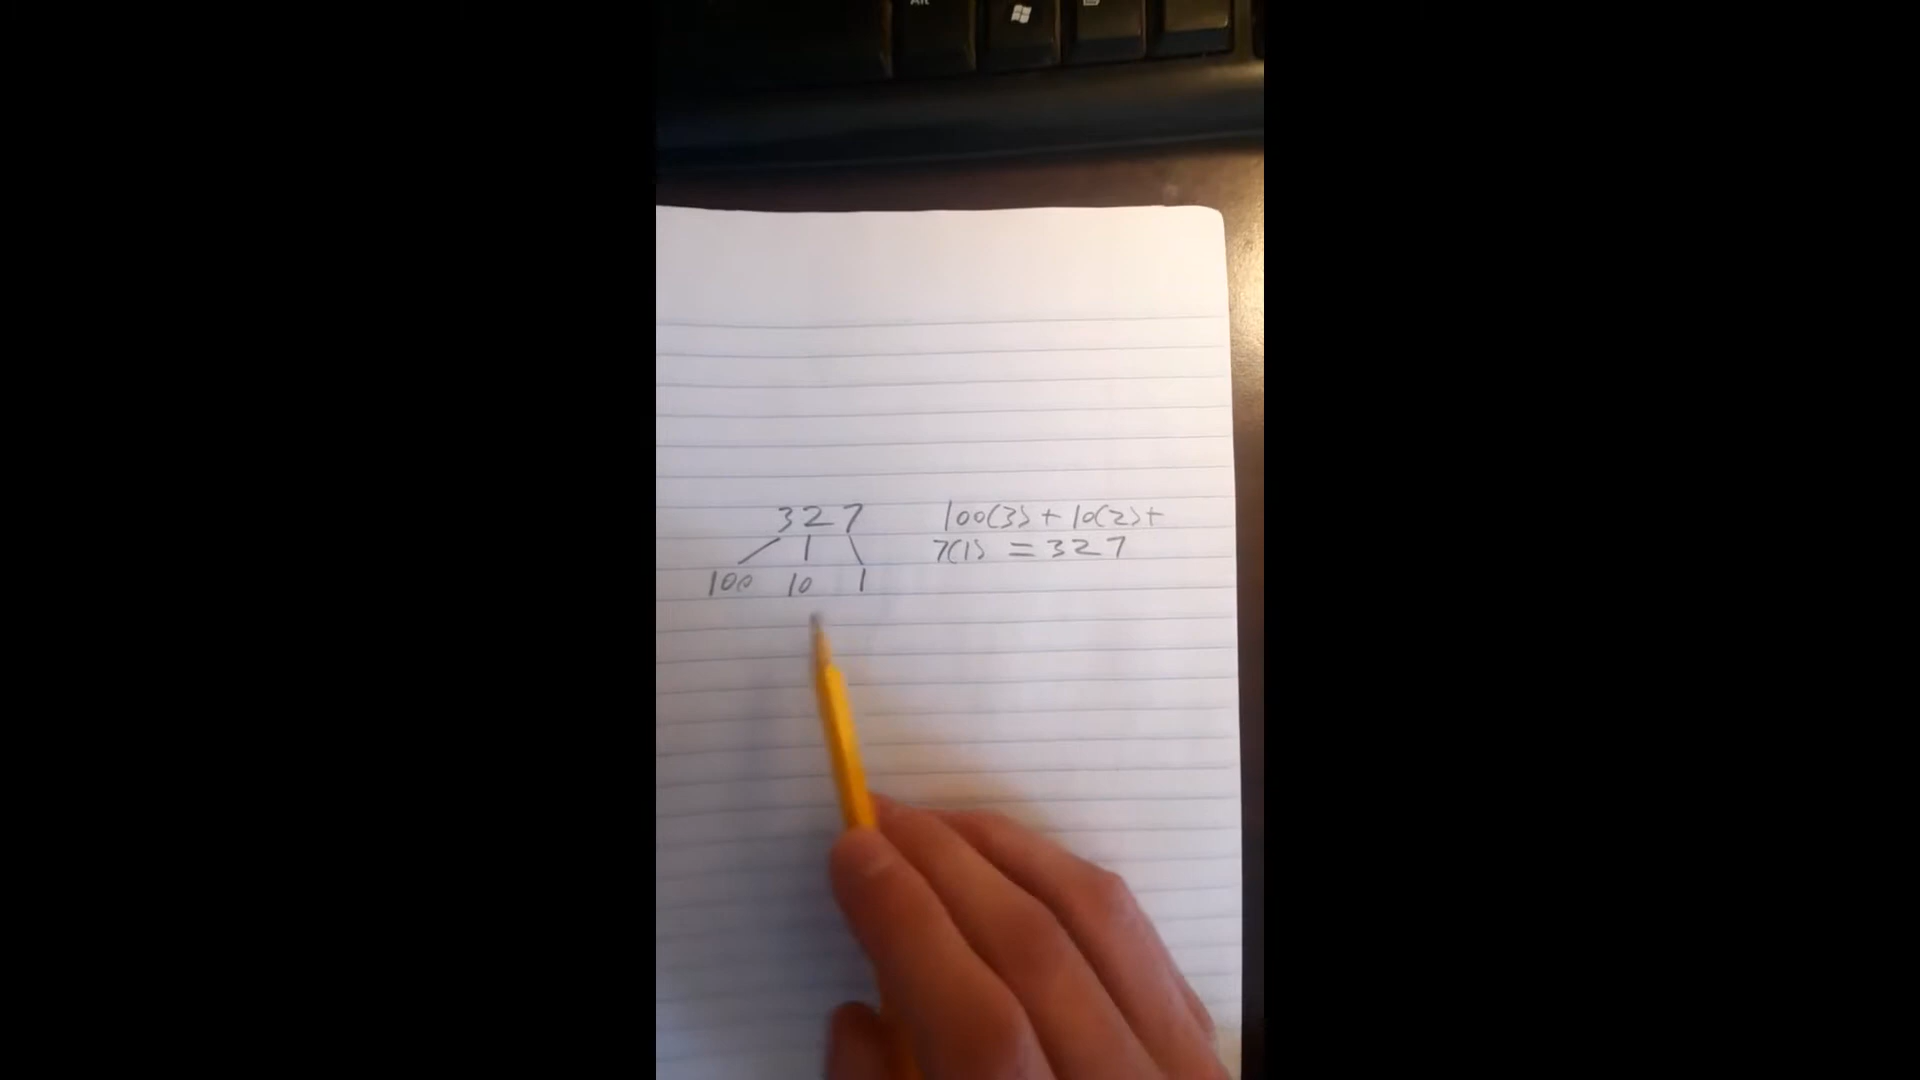 327
100 10 1
100(3) + 10(2) +
7(1) = 327